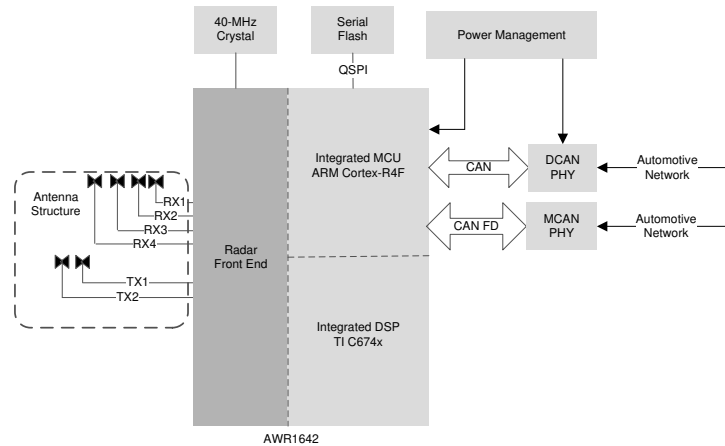 40-MHz
Crystal
Serial
Flash
Power Management
QSPI
Integrated MCU
ARM Cortex-R4F
CAN
DCAN
PHY
Automotive
Network
Antenna
Structure
RX1
RX2
RX3
RX4
CAN FD
MCAN
PHY
Automotive
Network
Radar
Front End
TX1
TX2
Integrated DSP
TI C674x
AWR1642